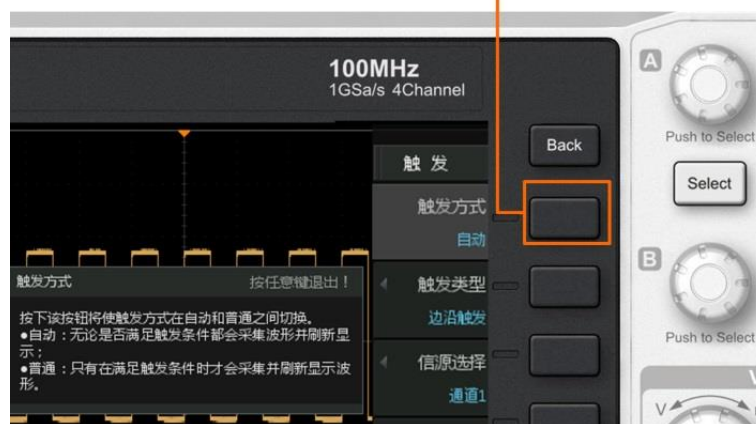 100MHz
1GSa/s 4Channel
A
Push to Select
Back
触 发
Select
触发方式
自动
B
触发方式
按任意键退出！
触发类型
边沿触发
按下该按钮将使触发方式在自动和普通之间切换。
●自动：无论是否满足触发条件都会采集波形并刷新显
示；
●普通：只有在满足触发条件时才会采集并刷新显示波
形。
Push to Select
信源选择
通道1
V
V